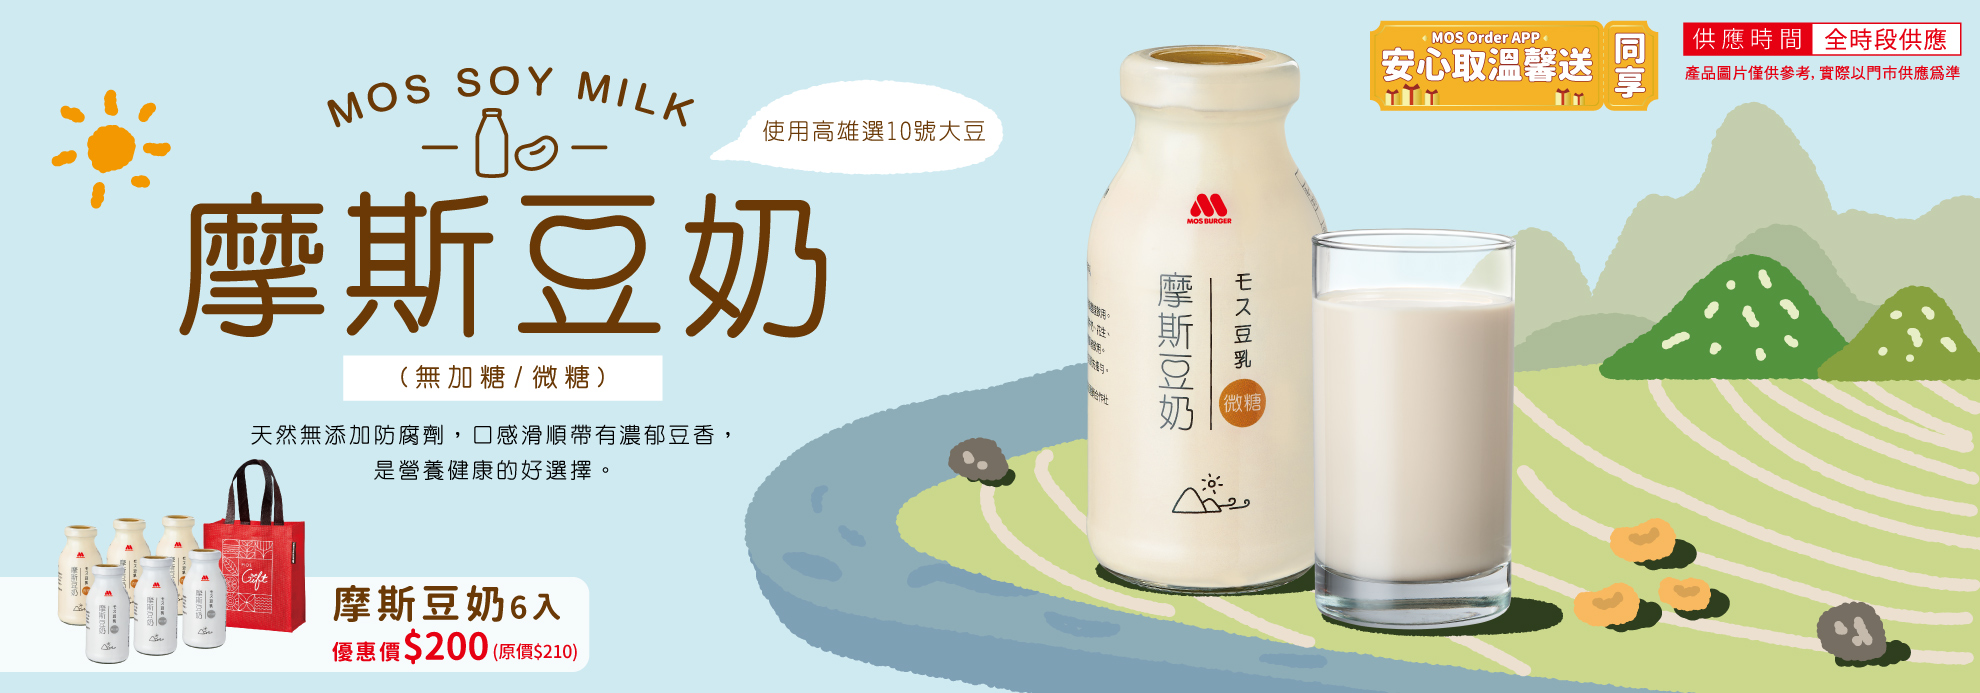 MOS SOY MILK
摩斯豆奶
（無加糖/微糖）
天然無添加防腐劑，口感滑順帶有濃郁豆香，
是營養健康的好選擇。
使用高雄選10號大豆
MOS BURGER
モス豆乳
微糖
摩斯豆奶
MOS Order APP
安心取溫馨送
同享
供應時間 全時段供應
產品圖片僅供參考, 實際以門市供應為準
MOS
Gift
摩斯豆奶6入
優惠價$200(原價$210)